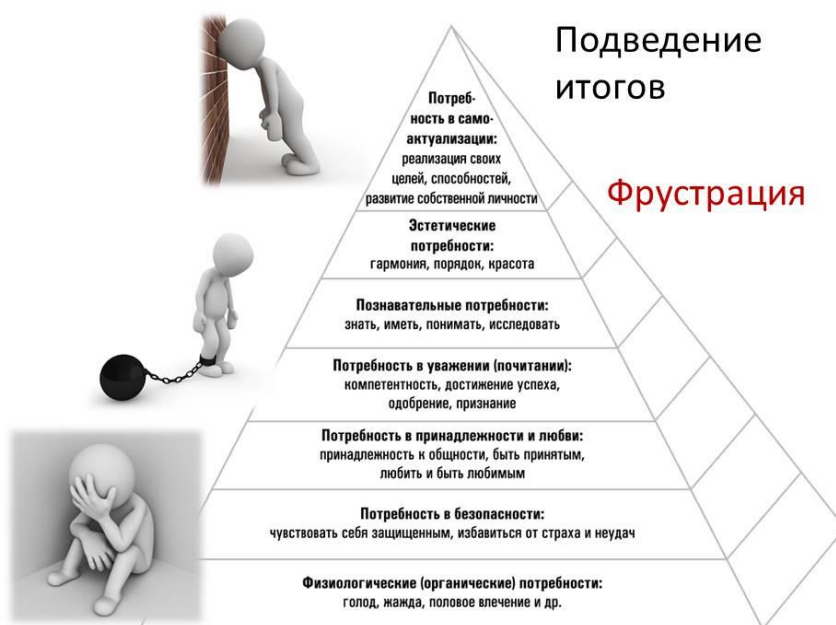 Подведение
итогов
Фрустрация
Потреб-
ность в само-
актуализации:
реализация своих
целей, способностей,
развитие собственной личности
Эстетические
потребности:
гармония, порядок, красота
Познавательные потребности:
знать, иметь, понимать, исследовать
Потребность в уважении (почитании):
компетентность, достижение успеха,
одобрение, признание
Потребность в принадлежности и любви:
принадлежность к общности, быть принятым,
любить и быть любимым
Потребность в безопасности:
чувствовать себя защищенным, избавиться от страха и неудач
Физиологические (органические) потребности:
голод, жажда, половое влечение и др.